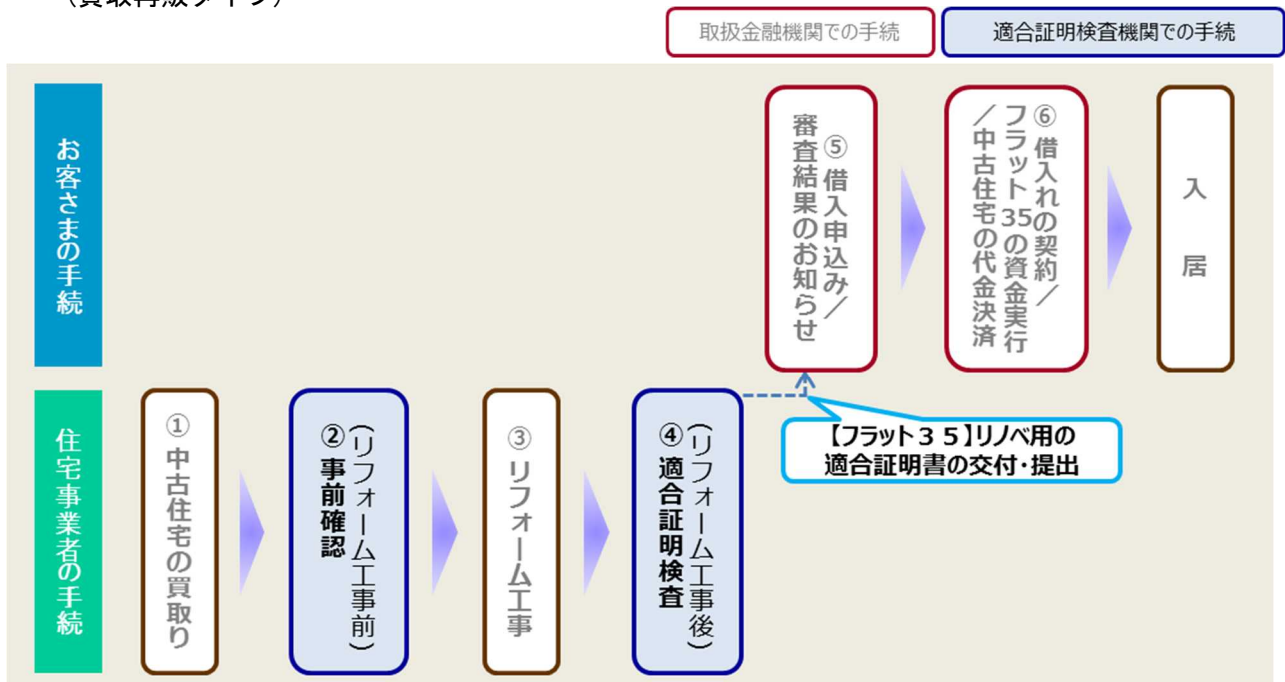 （買取再販タイプ）
取扱金融機関での手続
適合証明検査機関での手続
お客さまの手続
⑤借入申込み／
審査結果のお知らせ
⑥借入れの契約／
フラット35の資金実行
／中古住宅の代金決済
入居
住宅事業者の手続
①中古住宅の買取り
（リフォーム工事前）
②事前確認
③リフォーム工事
（リフォーム工事後）
④適合証明検査
【フラット３５】リノベ用の
適合証明書の交付・提出